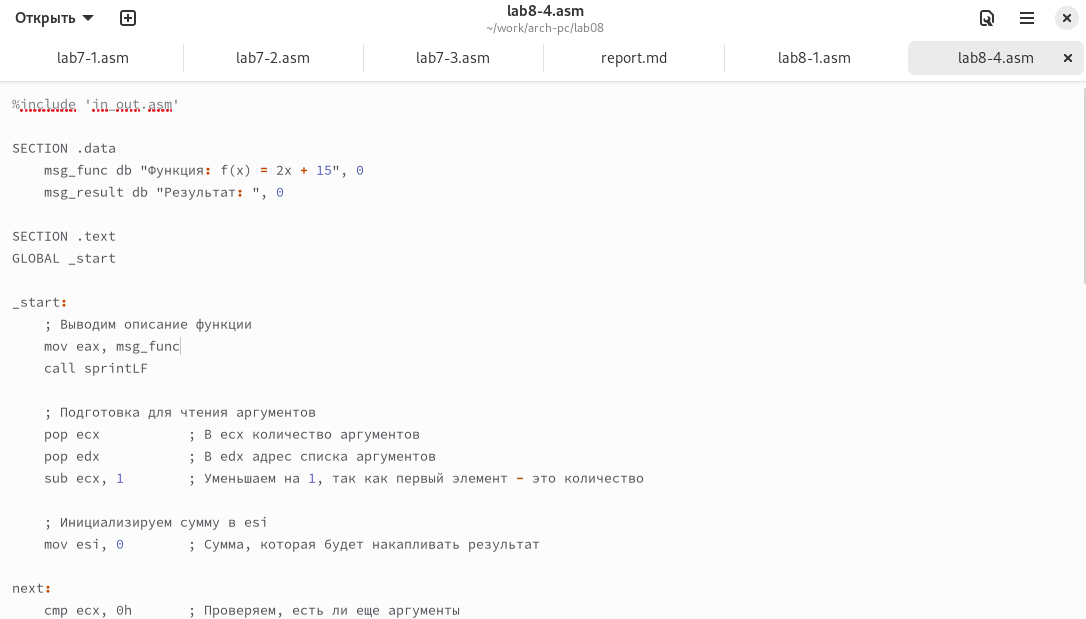 Открыть
lab8-4.asm
~/work/arch-pc/lab08
lab7-1.asm
lab7-2.asm
lab7-3.asm
report.md
lab8-1.asm
lab8-4.asm
%include 'in_out.asm'
SECTION .data
msg_func db "Функция: f(x) = 2x + 15", 0
msg_result db "Результат: ", 0
SECTION .text
GLOBAL _start
_start:
; Выводим описание функции
mov eax, msg_func
call sprintLF
; Подготовка для чтения аргументов
pop ecx ; В ecx количество аргументов
pop edx ; В edx адрес списка аргументов
sub ecx, 1 ; Уменьшаем на 1, так как первый элемент - это количество
; Инициализируем сумму в esi
mov esi, 0 ; Сумма, которая будет накапливать результат
next:
cmp ecx, 0h ; Проверяем, есть ли еще аргументы